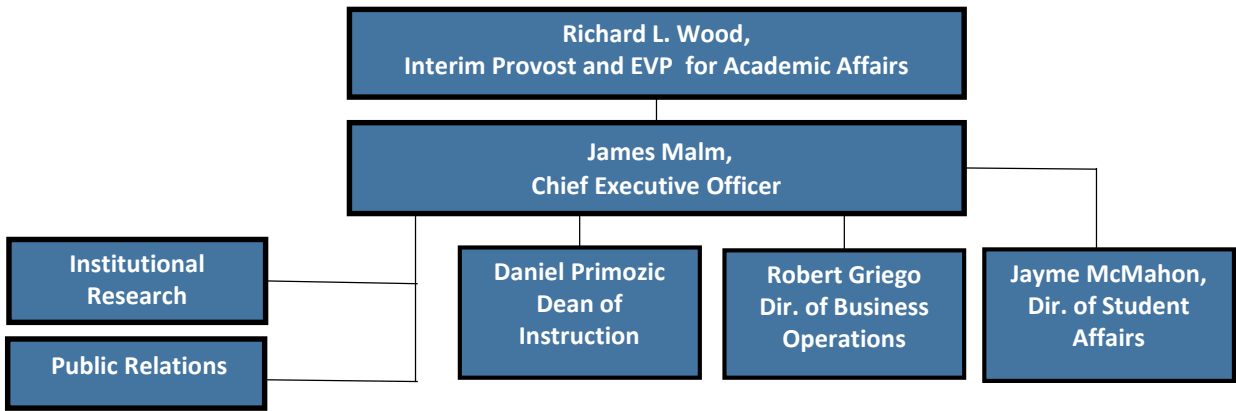 Richard L. Wood,
Interim Provost and EVP for Academic Affairs
James Malm,
Chief Executive Officer
Institutional
Research
Public Relations
Daniel Primozic
Dean of
Instruction
Robert Griego
Dir. of Business
Operations
Jayme McMahon,
Dir. of Student
Affairs